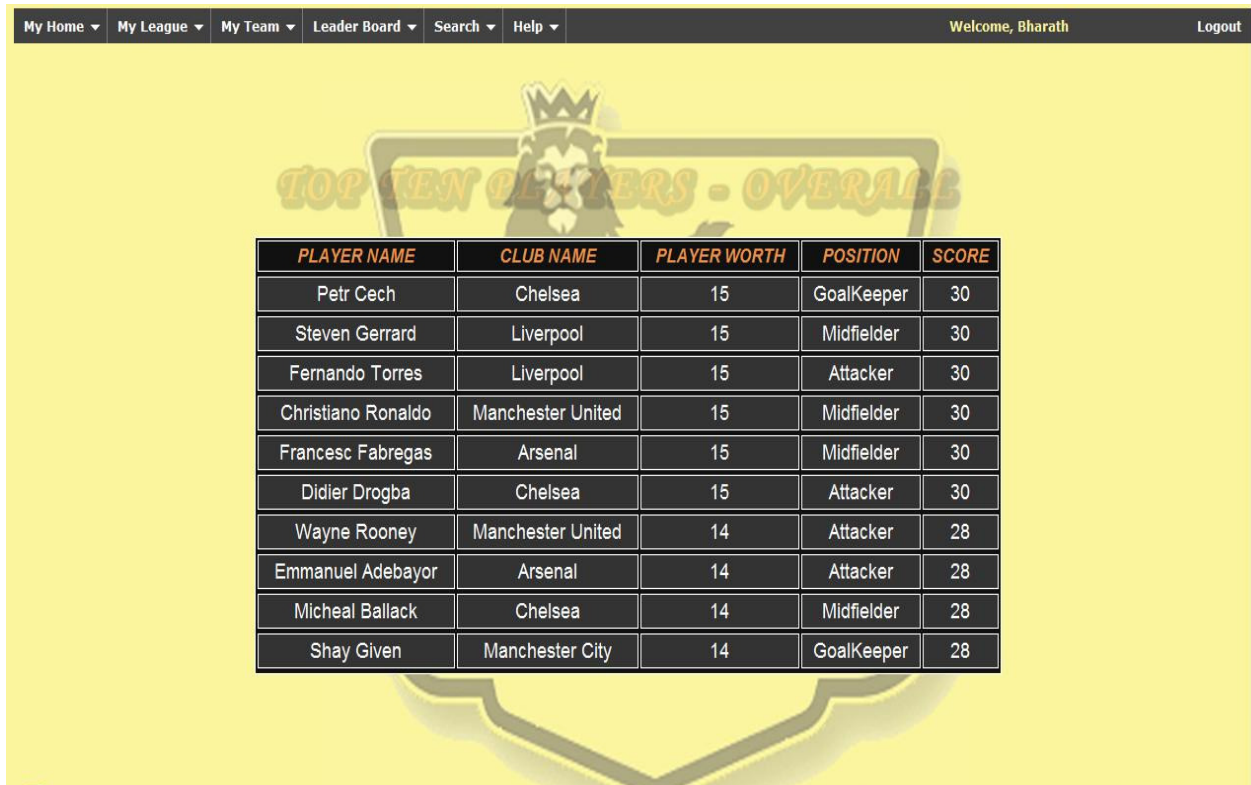 My Home My League My Team Leader Board Search Help Welcome, Bharath Logout
TOP TEN PLAYERS - OVERALL
PLAYER NAME CLUB NAME PLAYER WORTH POSITION SCORE
Petr Cech Chelsea 15 GoalKeeper 30
Steven Gerrard Liverpool 15 Midfielder 30
Fernando Torres Liverpool 15 Attacker 30
Christiano Ronaldo Manchester United 15 Midfielder 30
Francesc Fabregas Arsenal 15 Midfielder 30
Didier Drogba Chelsea 15 Attacker 30
Wayne Rooney Manchester United 14 Attacker 28
Emmanuel Adebayor Arsenal 14 Attacker 28
Micheal Ballack Chelsea 14 Midfielder 28
Shay Given Manchester City 14 GoalKeeper 28